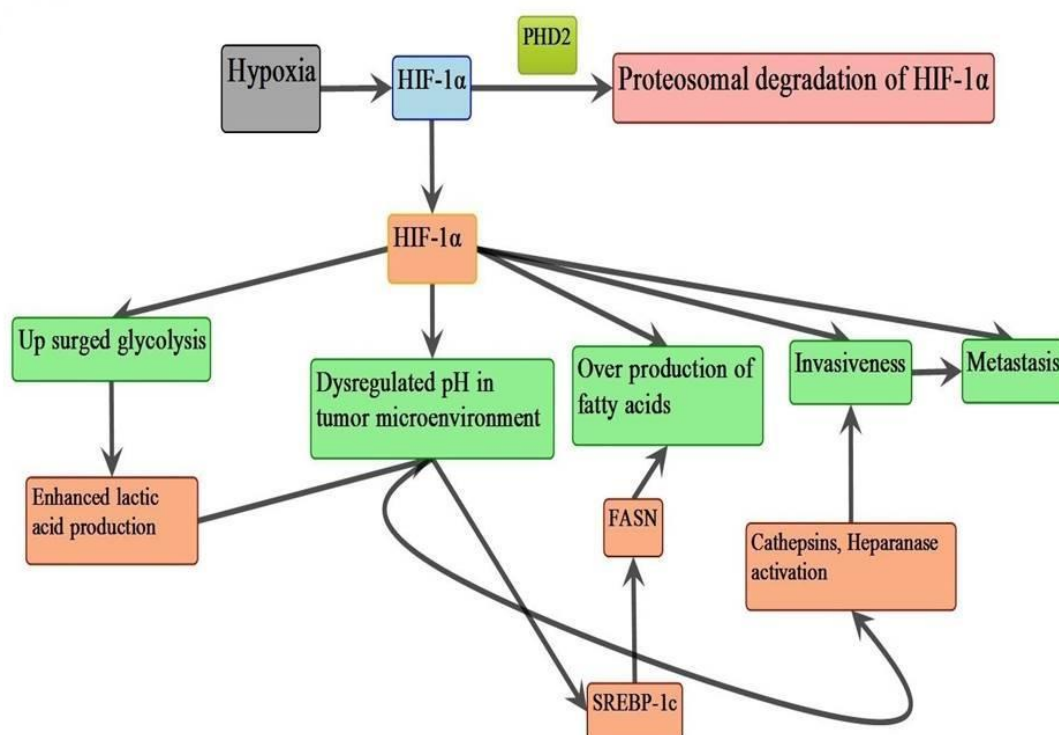 PHD2
Hypoxia
HIF-1α
Proteosomal degradation of HIF-1α
HIF-1α
Up surged glycolysis
Dysregulated pH in
tumor microenvironment
Over production of
fatty acids
Invasiveness
Metastasis
Enhanced lactic
acid production
FASN
Cathepsins, Heparanase
activation
SREBP-1c